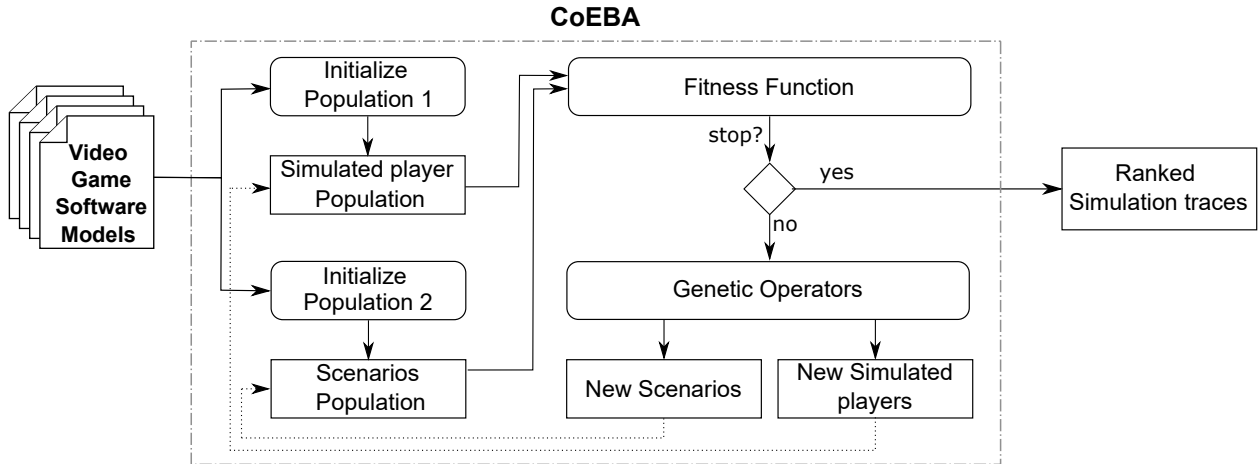 CoEBA
Video
Game
Software
Models
Initialize
Population 1
Simulated player
Population
Initialize
Population 2
Scenarios
Population
Fitness Function
stop?
yes
no
Genetic Operators
New Scenarios
New Simulated
players
Ranked
Simulation traces